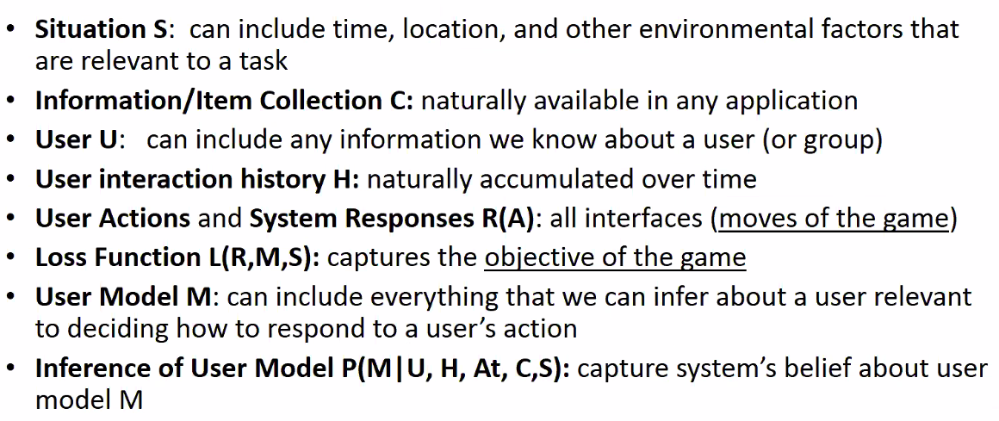 • Situation S: can include time, location, and other environmental factors that
are relevant to a task
• Information/Item Collection C: naturally available in any application
• User U: can include any information we know about a user (or group)
• User interaction history H: naturally accumulated over time
• User Actions and System Responses R(A): all interfaces (moves of the game)
• Loss Function L(R,M,S): captures the objective of the game
• User Model M: can include everything that we can infer about a user relevant
to deciding how to respond to a user's action
• Inference of User Model P(M|U, H, At, C,S): capture system's belief about user
model M